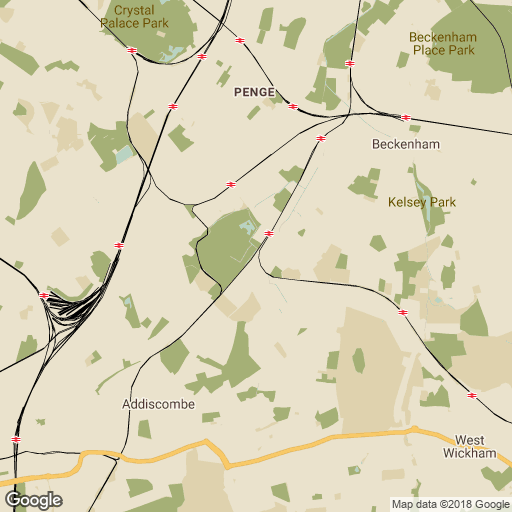 Crystal
Palace Park
Beckenham
Place Park
PENGE
Beckenham
Kelsey Park
Addiscombe
West
Wickham
Google
Map data ©2018 Google